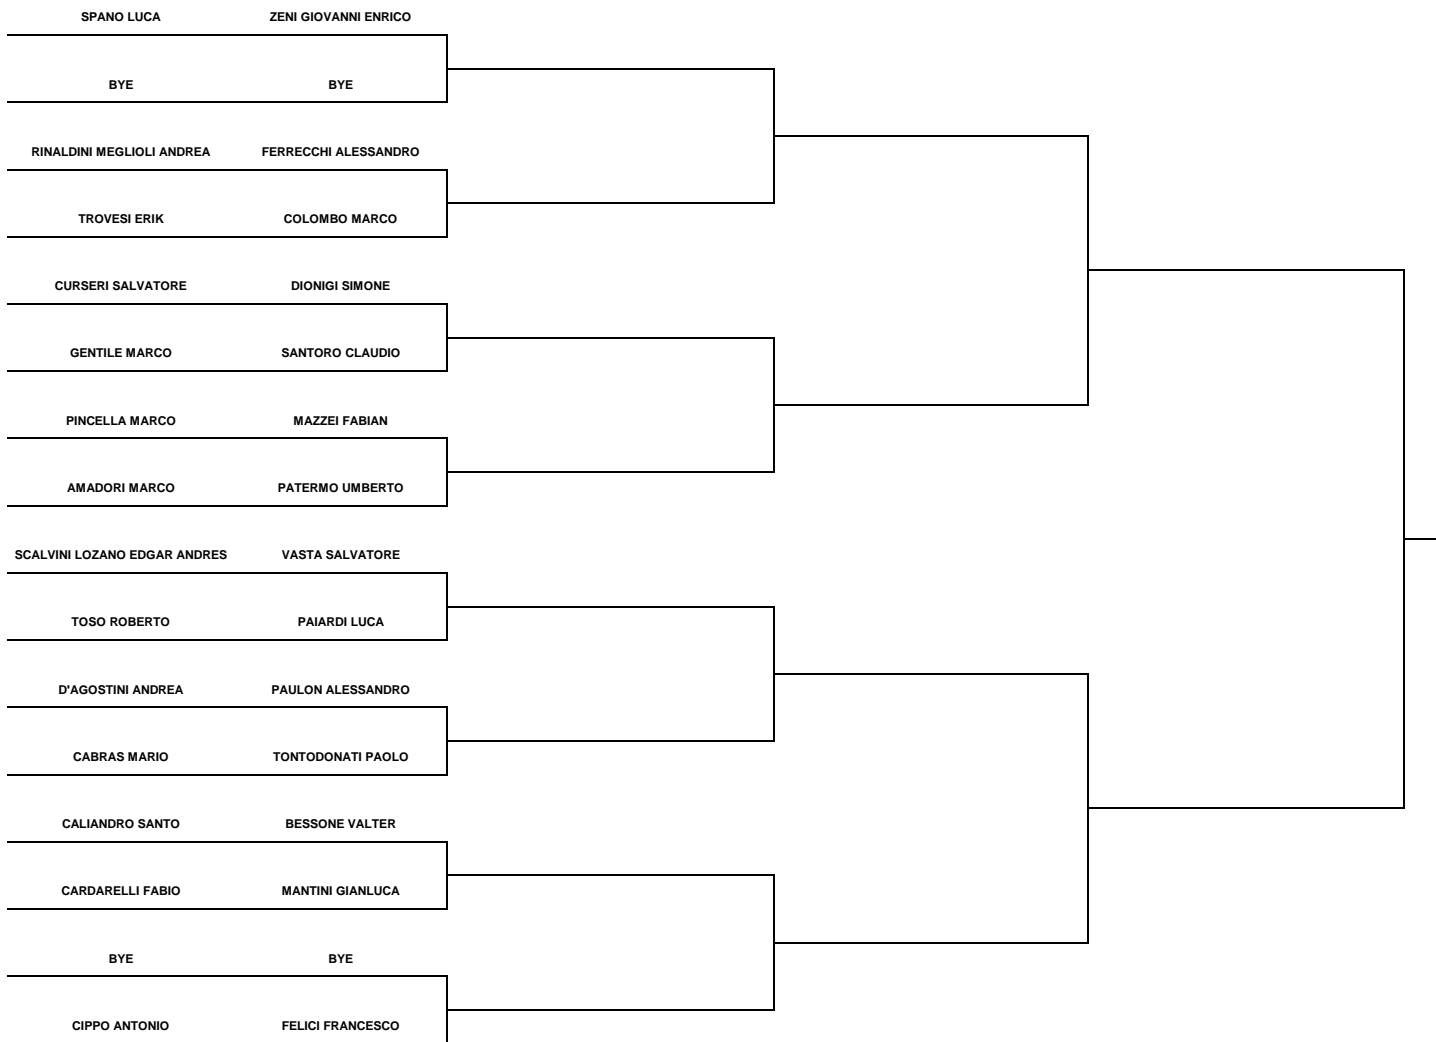 SPANO LUCA ZENI GIOVANNI ENRICO
BYE BYE
RINALDINI MEGLIOLI ANDREA FERRECCHI ALESSANDRO
TROVESI ERIK COLOMBO MARCO
CURSERI SALVATORE DIONIGI SIMONE
GENTILE MARCO SANTORO CLAUDIO
PINCELLA MARCO MAZZEI FABIAN
AMADORI MARCO PATERMO UMBERTO
SCALVINI LOZANO EDGAR ANDRES VASTA SALVATORE
TOSO ROBERTO PAIARDI LUCA
D'AGOSTINI ANDREA PAULON ALESSANDRO
CABRAS MARIO TONTODONATI PAOLO
CALIANDRO SANTO BESSONE VALTER
CARDARELLI FABIO MANTINI GIANLUCA
BYE BYE
CIPPO ANTONIO FELICI FRANCESCO